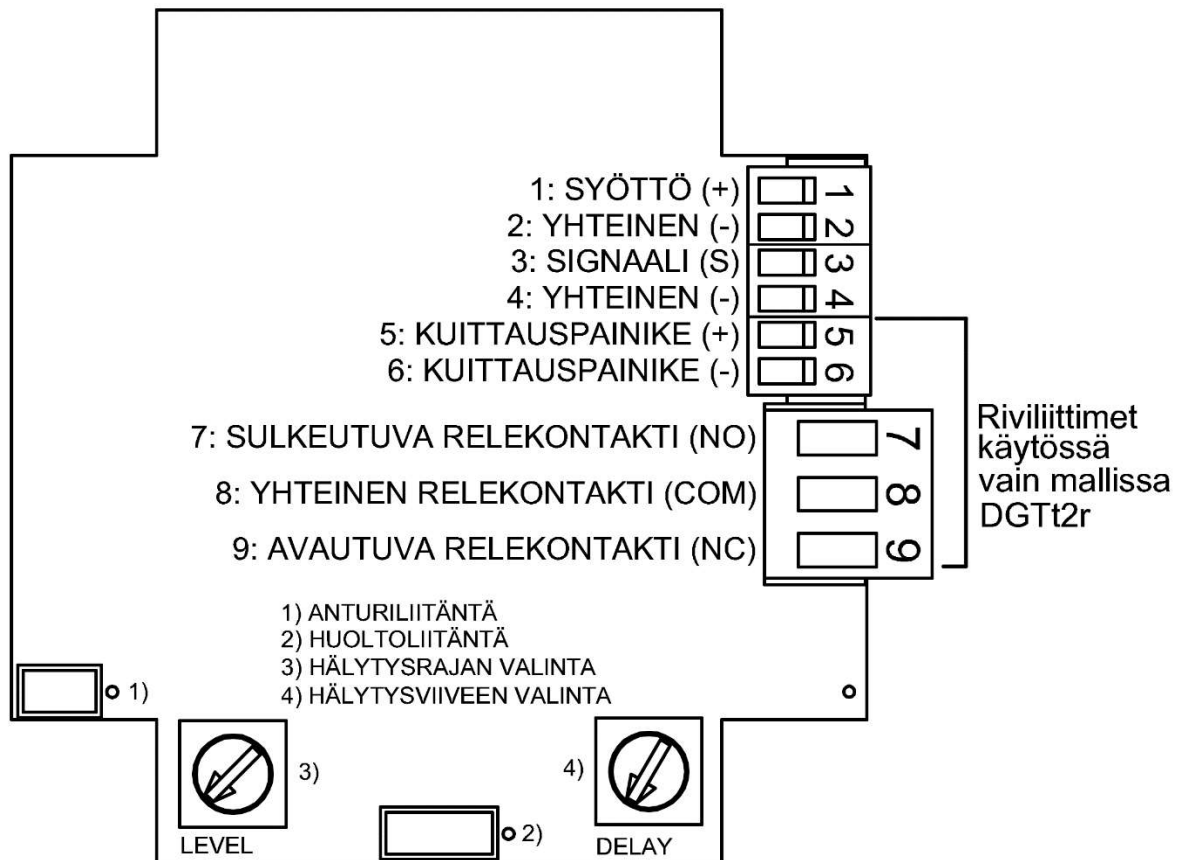 1: SYÖTTÖ (+)
2: YHTEINEN (-)
3: SIGNAALI (S)
4: YHTEINEN (-)
5: KUITTAUSPAINIKE (+)
6: KUITTAUSPAINIKE (-)
1
2
3
4
5
6
7: SULKEUTUVA RELEKONTAKTI (NO)
8: YHTEINEN RELEKONTAKTI (COM)
9: AVAUTUVA RELEKONTAKTI (NC)
7
8
9
Riviliittimet
käytössä
vain mallissa
DGTt2r
1) ANTURILIITÄNTÄ
2) HUOLTOLIITÄNTÄ
3) HÄLYTYSRAJAN VALINTA
4) HÄLYTYSVIIVEEN VALINTA
1)
3)
LEVEL
2)
4)
DELAY